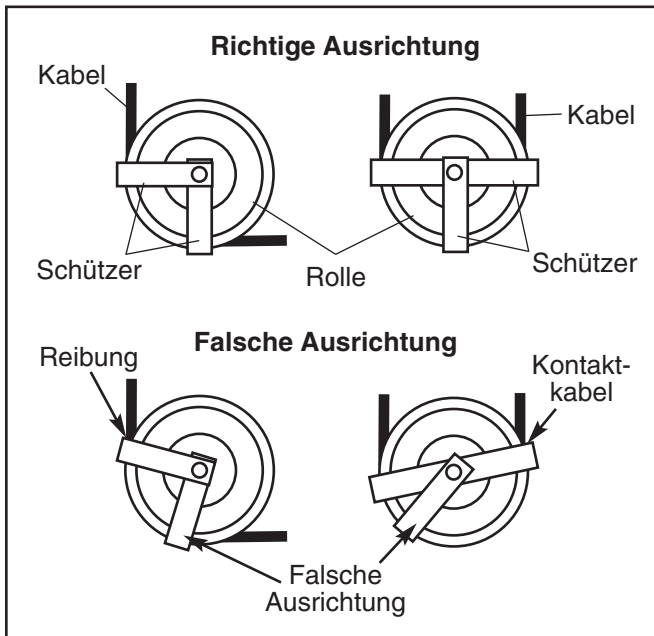 Richtige Ausrichtung
Kabel
Kabel
Schützer
Rolle
Schützer
Falsche Ausrichtung
Reibung
Kontakt-
kabel
Falsche
Ausrichtung